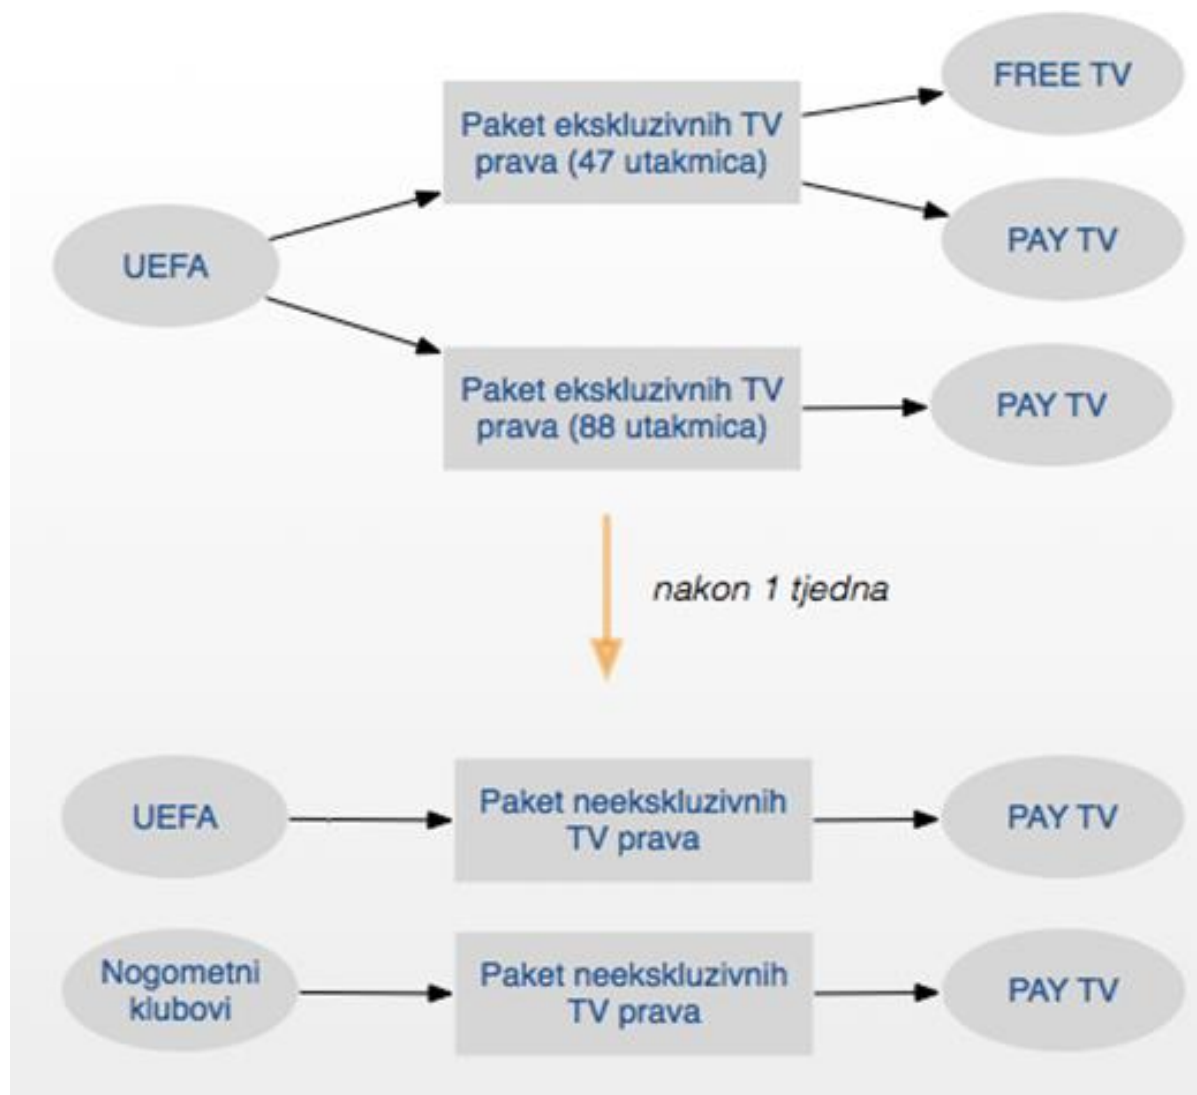 FREE TV
Paket ekskluzivnih TV
prava (47 utakmica)
PAY TV
UEFA
Paket ekskluzivnih TV
prava (88 utakmica)
PAY TV
nakon 1 tjedna
UEFA
Paket neekskluzivnih
TV prava
PAY TV
Nogometni
klubovi
Paket neekskluzivnih
TV prava
PAY TV